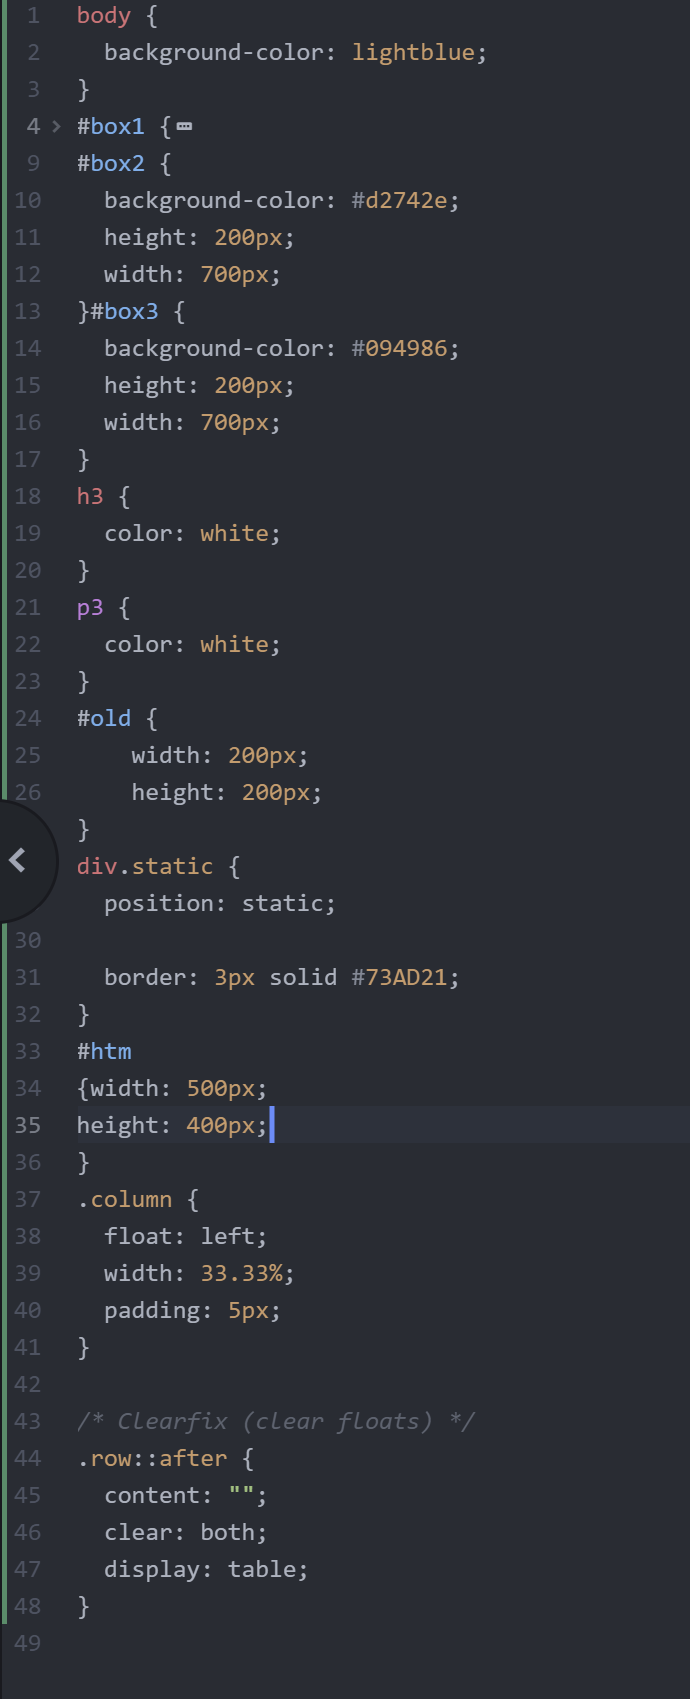 1 body {
2   background-color: lightblue;
3 }
4 #box1 {
9 #box2 {
10   background-color: #d2742e;
11   height: 200px;
12   width: 700px;
13 }#box3 {
14   background-color: #094986;
15   height: 200px;
16   width: 700px;
17 }
18 h3 {
19   color: white;
20 }
21 p3 {
22   color: white;
23 }
24 #old {
25     width: 200px;
26     height: 200px;
}
div.static {
  position: static;
30
31   border: 3px solid #73AD21;
32 }
33 #htm
34 {width: 500px;
35 height: 400px;
36 }
37 .column {
38   float: left;
39   width: 33.33%;
40   padding: 5px;
41 }
42
43 /* Clearfix (clear floats) */
44 .row::after {
45   content: "";
46   clear: both;
47   display: table;
48 }
49